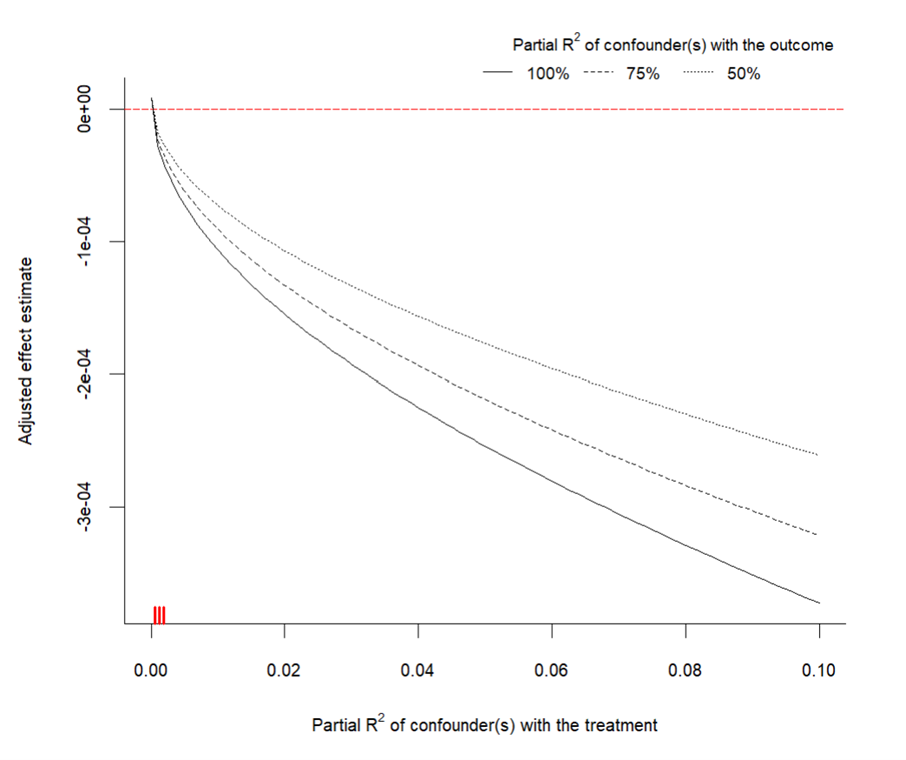 Partial R² of confounder(s) with the outcome
100% 75% 50%
Adjusted effect estimate
0e+00
-1e-04
-2e-04
-3e-04
0.00 0.02 0.04 0.06 0.08 0.10
Partial R² of confounder(s) with the treatment